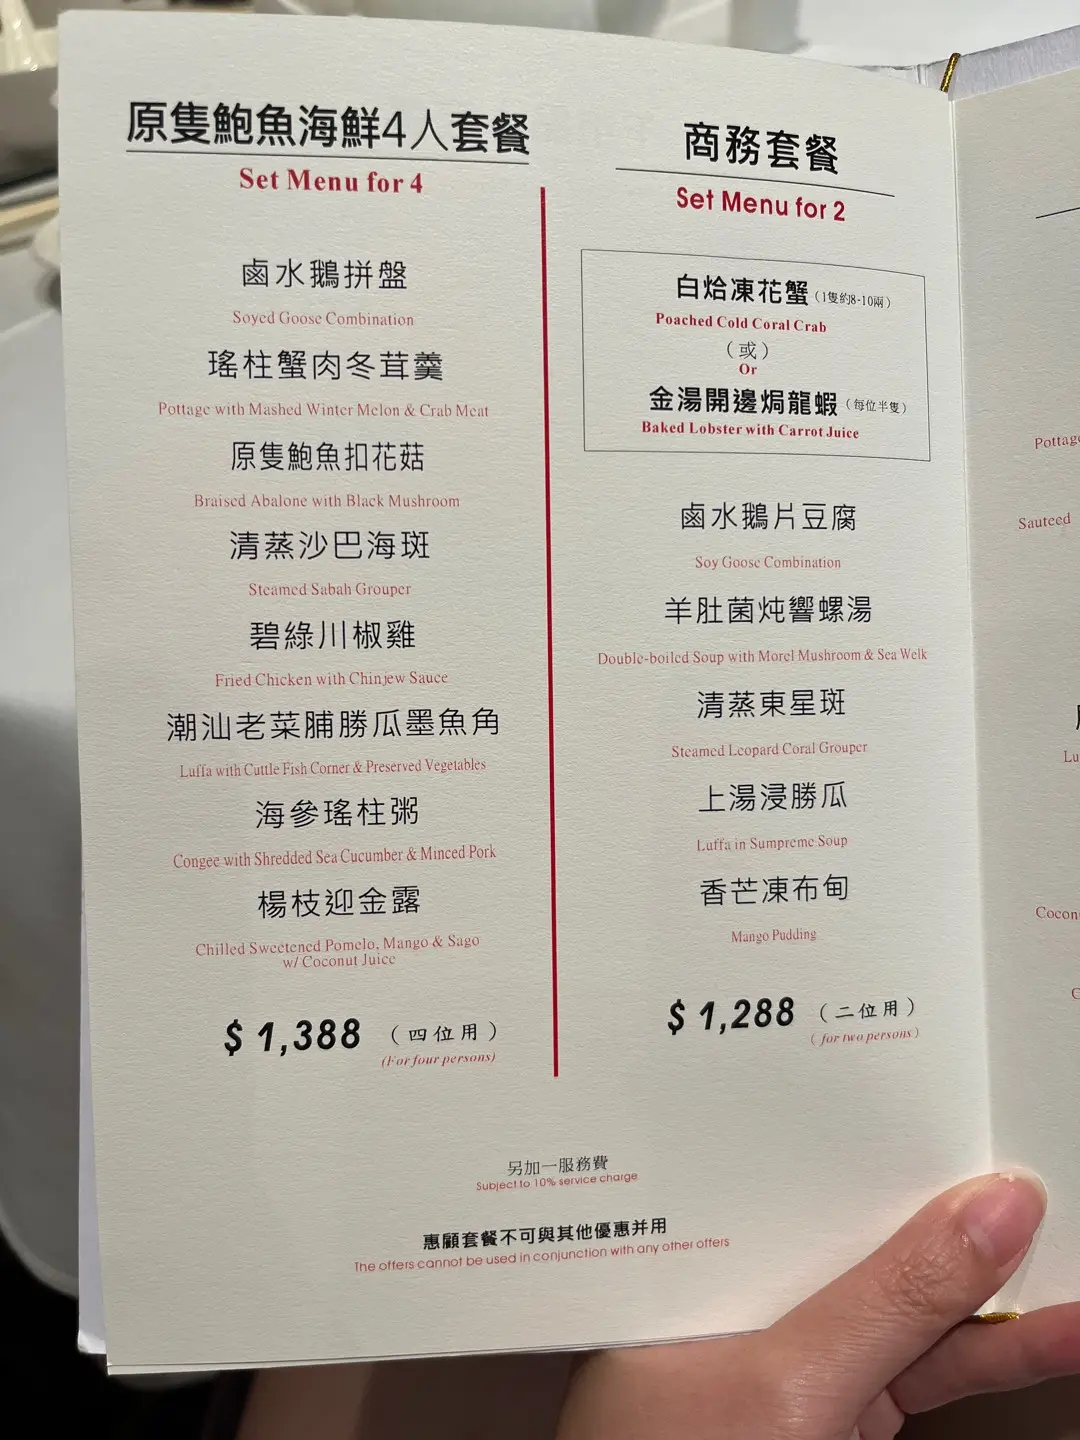 原隻鮑魚海鮮4人套餐
Set Menu for 4
鹵水鵝拼盤
Soyed Goose Combination
瑤柱蟹肉冬茸羹
Pottage with Mashed Winter Melon & Crab Meat
原隻鮑魚扣花菇
Braised Abalone with Black Mushroom
清蒸沙巴海斑
Steamed Sabah Grouper
碧綠川椒雞
Fried Chicken with Chinjew Sauce
潮汕老菜脯勝瓜墨魚角
Luffa with Cuttle Fish Corner & Preserved Vegetables
海參瑤柱粥
Congee with Shredded Sea Cucumber & Minced Pork
楊枝迎金露
Chilled Sweetened Pomelo, Mango & Sago
w/ Coconut Juice
$ 1,388 （四位用）
(For four persons)
商務套餐
Set Menu for 2
白烚凍花蟹（1隻約8-10兩）
Poached Cold Coral Crab
（或）
Or
金湯開邊焗龍蝦（每位半隻）
Baked Lobster with Carrot Juice
鹵水鵝片豆腐
Soy Goose Combination
羊肚菌炖響螺湯
Double-boiled Soup with Morel Mushroom & Sea Welk
清蒸東星斑
Steamed Leopard Coral Grouper
上湯浸勝瓜
Luffa in Sumpreme Soup
香芒凍布甸
Mango Pudding
$ 1,288 （二位用）
( for two persons )
另加一服務費
Subject to 10% service charge
惠顧套餐不可與其他優惠并用
The offers cannot be used in conjunction with any other offers
Sauteed